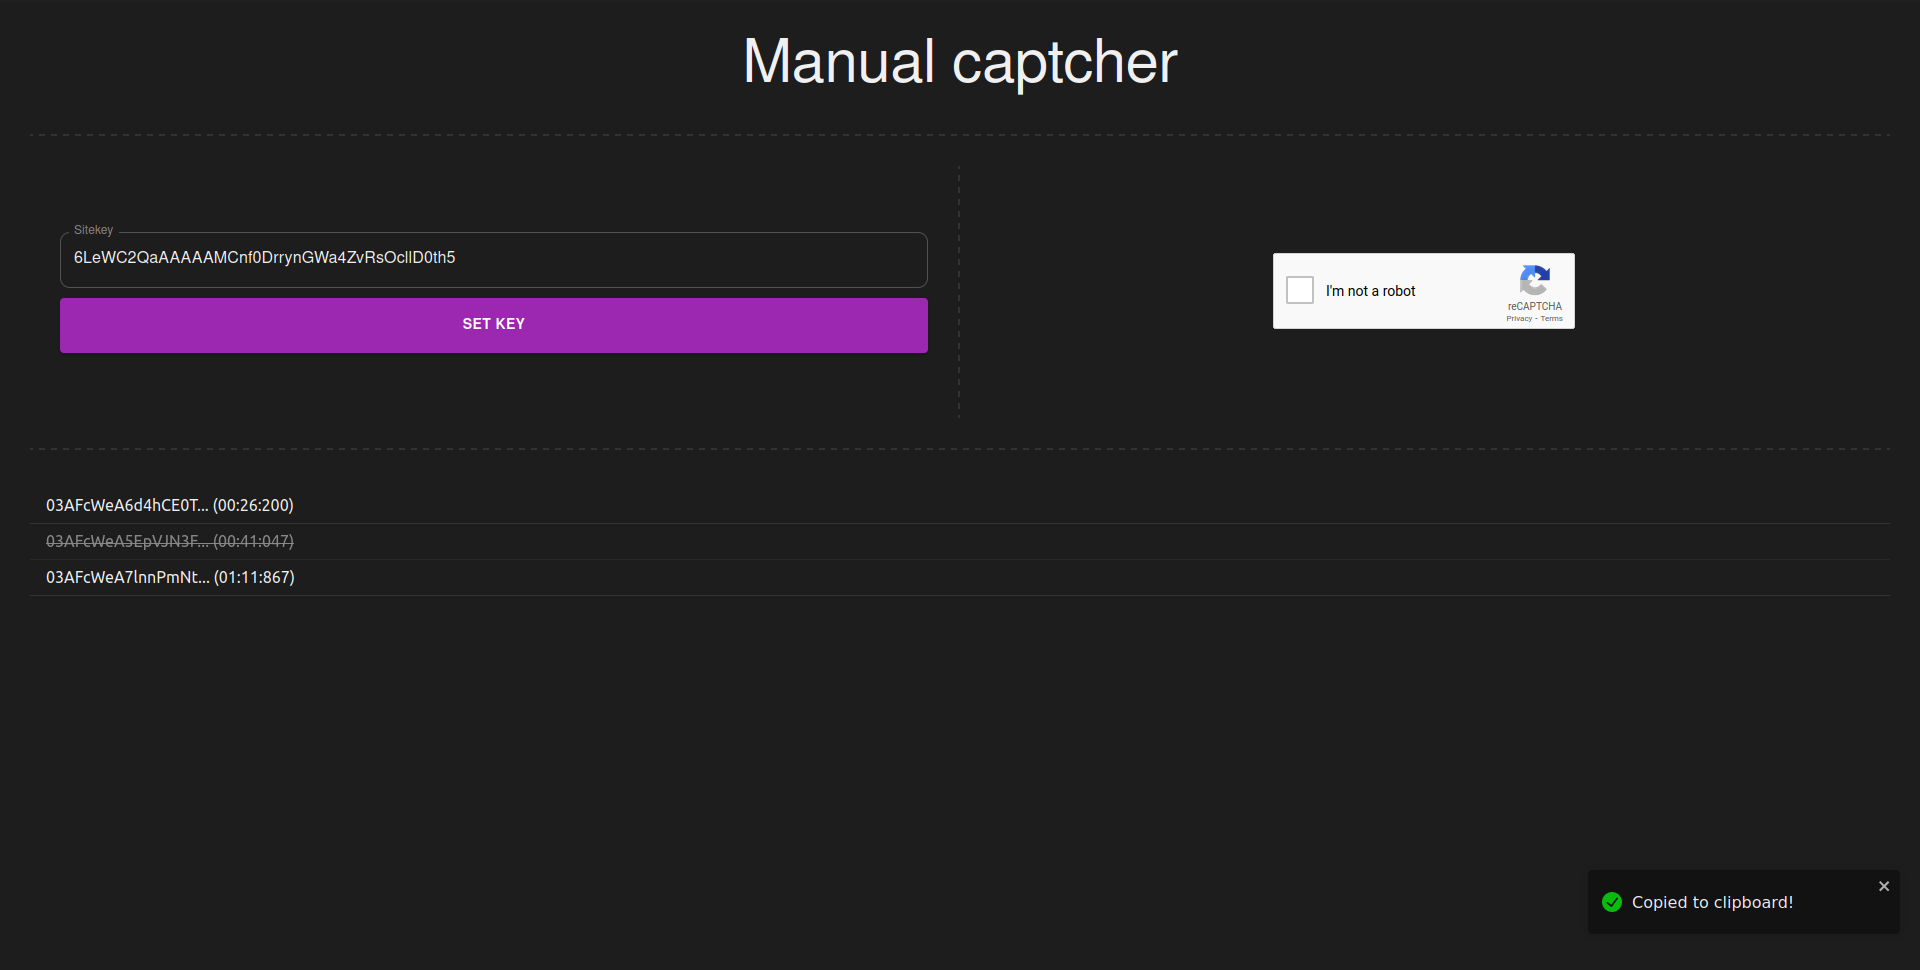 Manual captcher
Sitekey
6LeWC2QaAAAAAMCnf0DrrynGWa4ZvRsOclID0th5
SET KEY
I'm not a robot
reCAPTCHA
Privacy - Terms
03AFcWeA6d4hCE0T... (00:26:200)
03AFcWeA5EpVJN3F... (00:41:047)
03AFcWeA7lnnPmNt... (01:11:867)
Copied to clipboard!